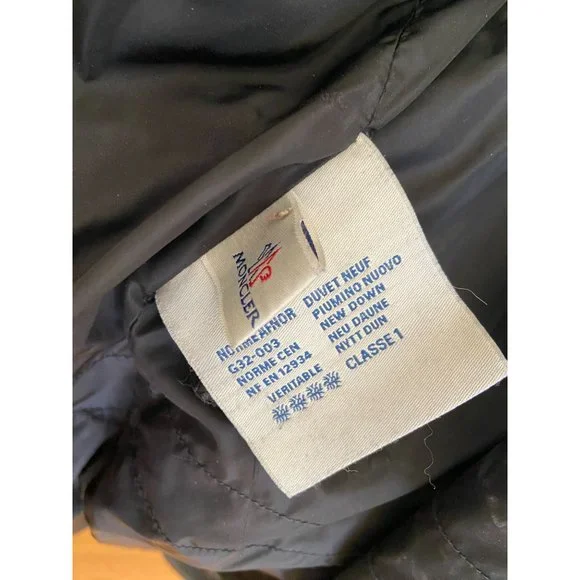 MONCLER
NORME AFNOR
G32-003
NORME CEN
NF EN 12934
VERITABLE
DUVET NEUF
PIUMINO NUOVO
NEW DOWN
NEU DAUNE
NYTT DUN
CLASSE 1